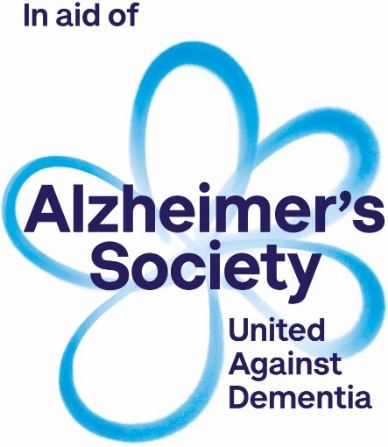 In aid of
Alzheimer's
Society
United
Against
Dementia